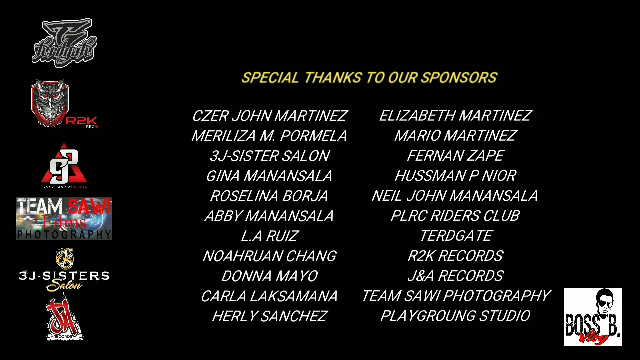 SPECIAL THANKS TO OUR SPONSORS
CZER JOHN MARTINEZ
MERILIZA M. PORMELA
3J-SISTER SALON
GINA MANANSALA
ROSELINA BORJA
ABBY MANANSALA
L.A RUIZ
NOAHRUAN CHANG
DONNA MAYO
CARLA LAKSAMANA
HERLY SANCHEZ
ELIZABETH MARTINEZ
MARIO MARTINEZ
FERNAN ZAPE
HUSSMAN P NIOR
NEIL JOHN MANANSALA
PLRC RIDERS CLUB
TERDGATE
R2K RECORDS
J&A RECORDS
TEAM SAWI PHOTOGRAPHY
PLAYGROUNG STUDIO
R2K
TEAM SAWI
Films
PHOTOGRAPHY
3J-SISTERS
Salon
BOSS B.